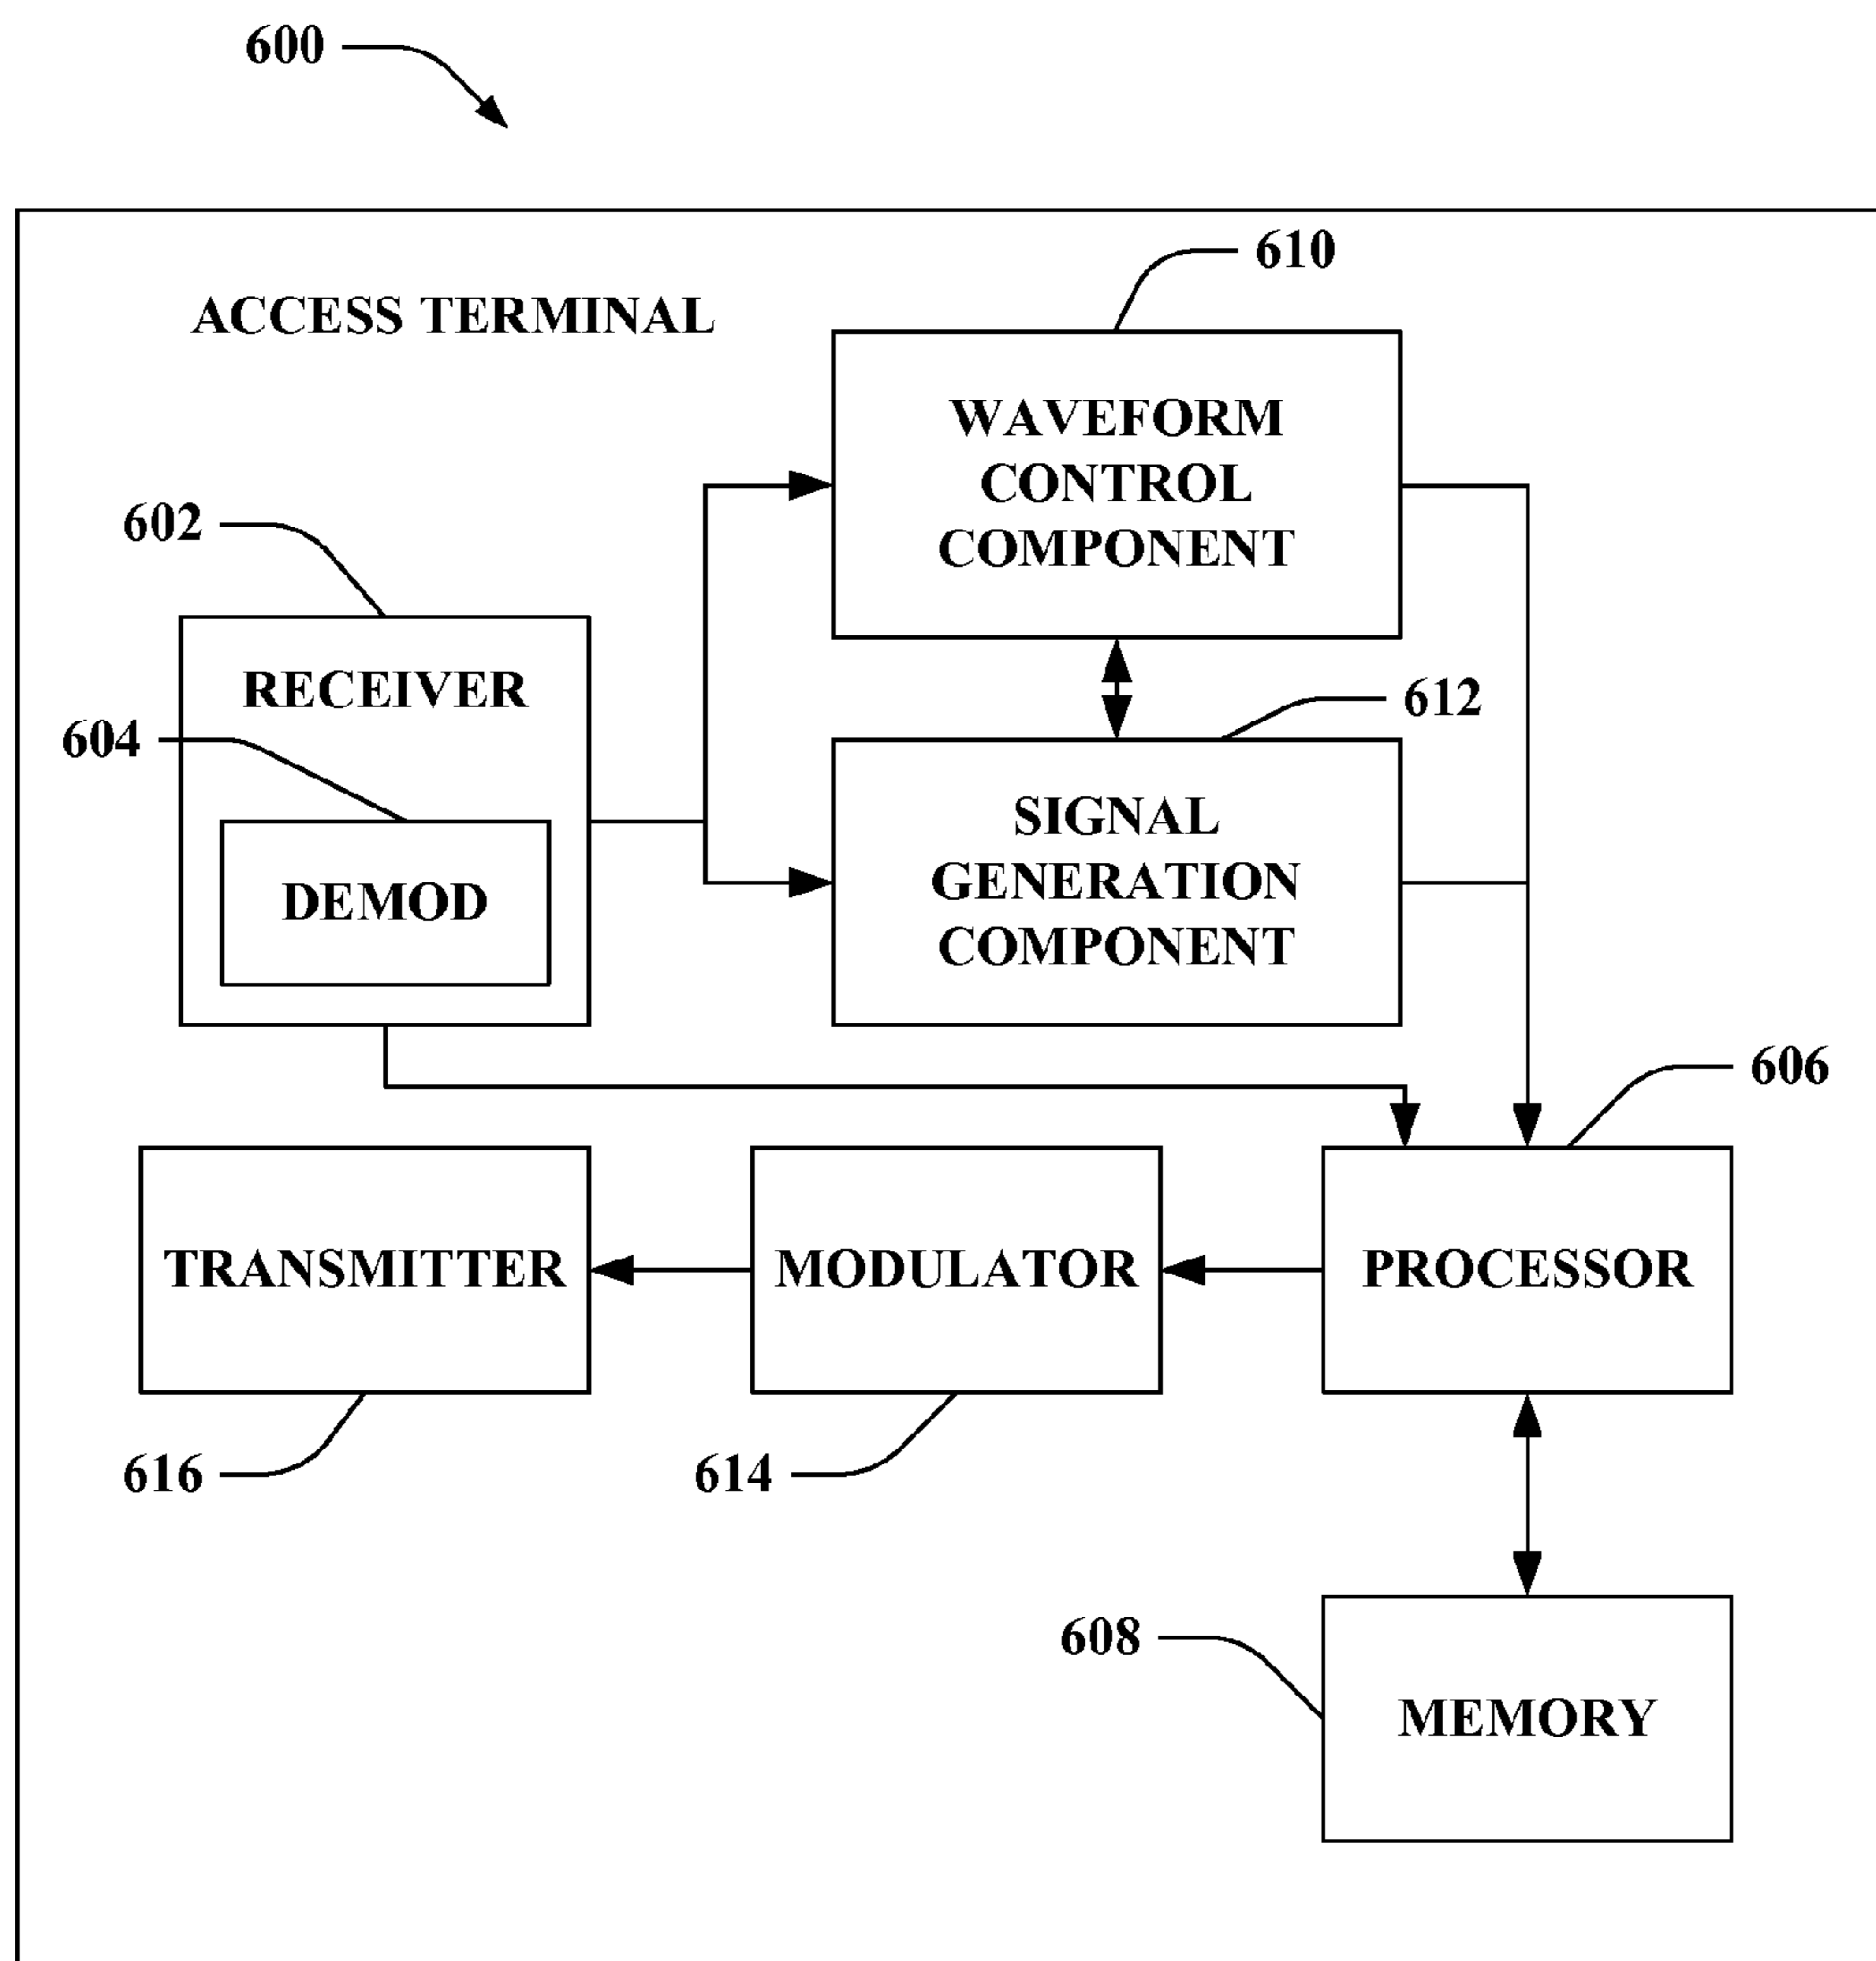 600
610
ACCESS TERMINAL
WAVEFORM
CONTROL
COMPONENT
602
RECEIVER
612
604
SIGNAL
GENERATION
COMPONENT
DEMOD
606
TRANSMITTER
MODULATOR
PROCESSOR
616
614
608
MEMORY